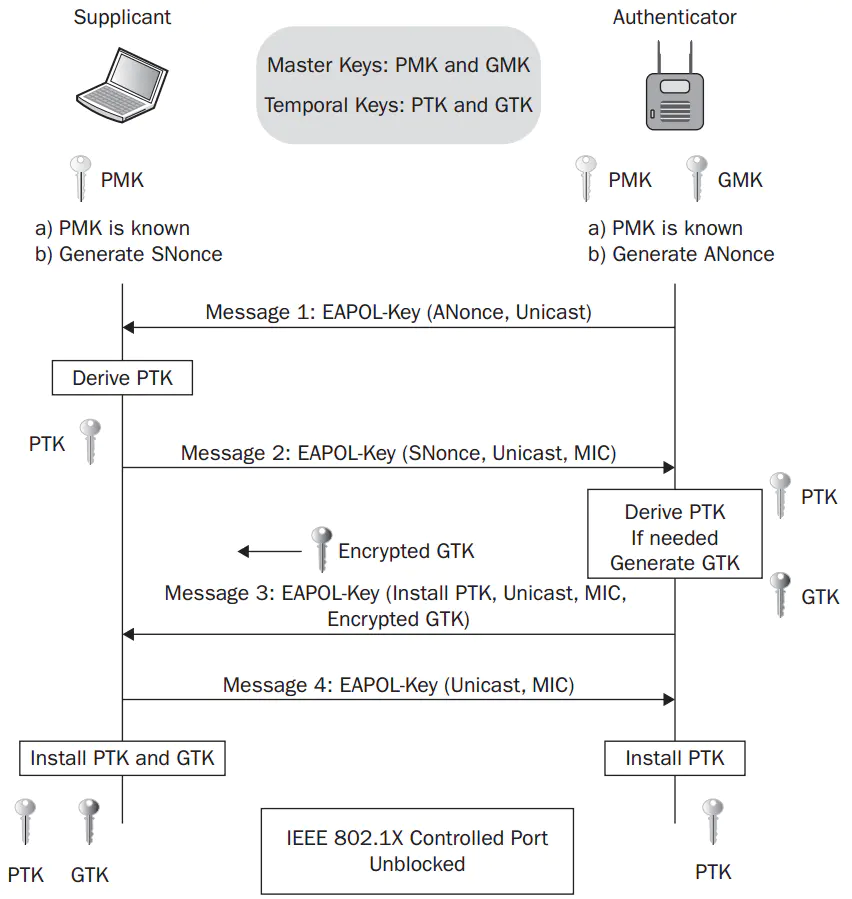 Supplicant
Authenticator
Master Keys: PMK and GMK
Temporal Keys: PTK and GTK
PMK
PMK
GMK
a) PMK is known
b) Generate SNonce
a) PMK is known
b) Generate ANonce
Message 1: EAPOL-Key (ANonce, Unicast)
Derive PTK
PTK
Message 2: EAPOL-Key (SNonce, Unicast, MIC)
PTK
Derive PTK
If needed
Generate GTK
Encrypted GTK
GTK
Message 3: EAPOL-Key (Install PTK, Unicast, MIC,
Encrypted GTK)
Message 4: EAPOL-Key (Unicast, MIC)
Install PTK and GTK
Install PTK
IEEE 802.1X Controlled Port
Unblocked
PTK
GTK
PTK